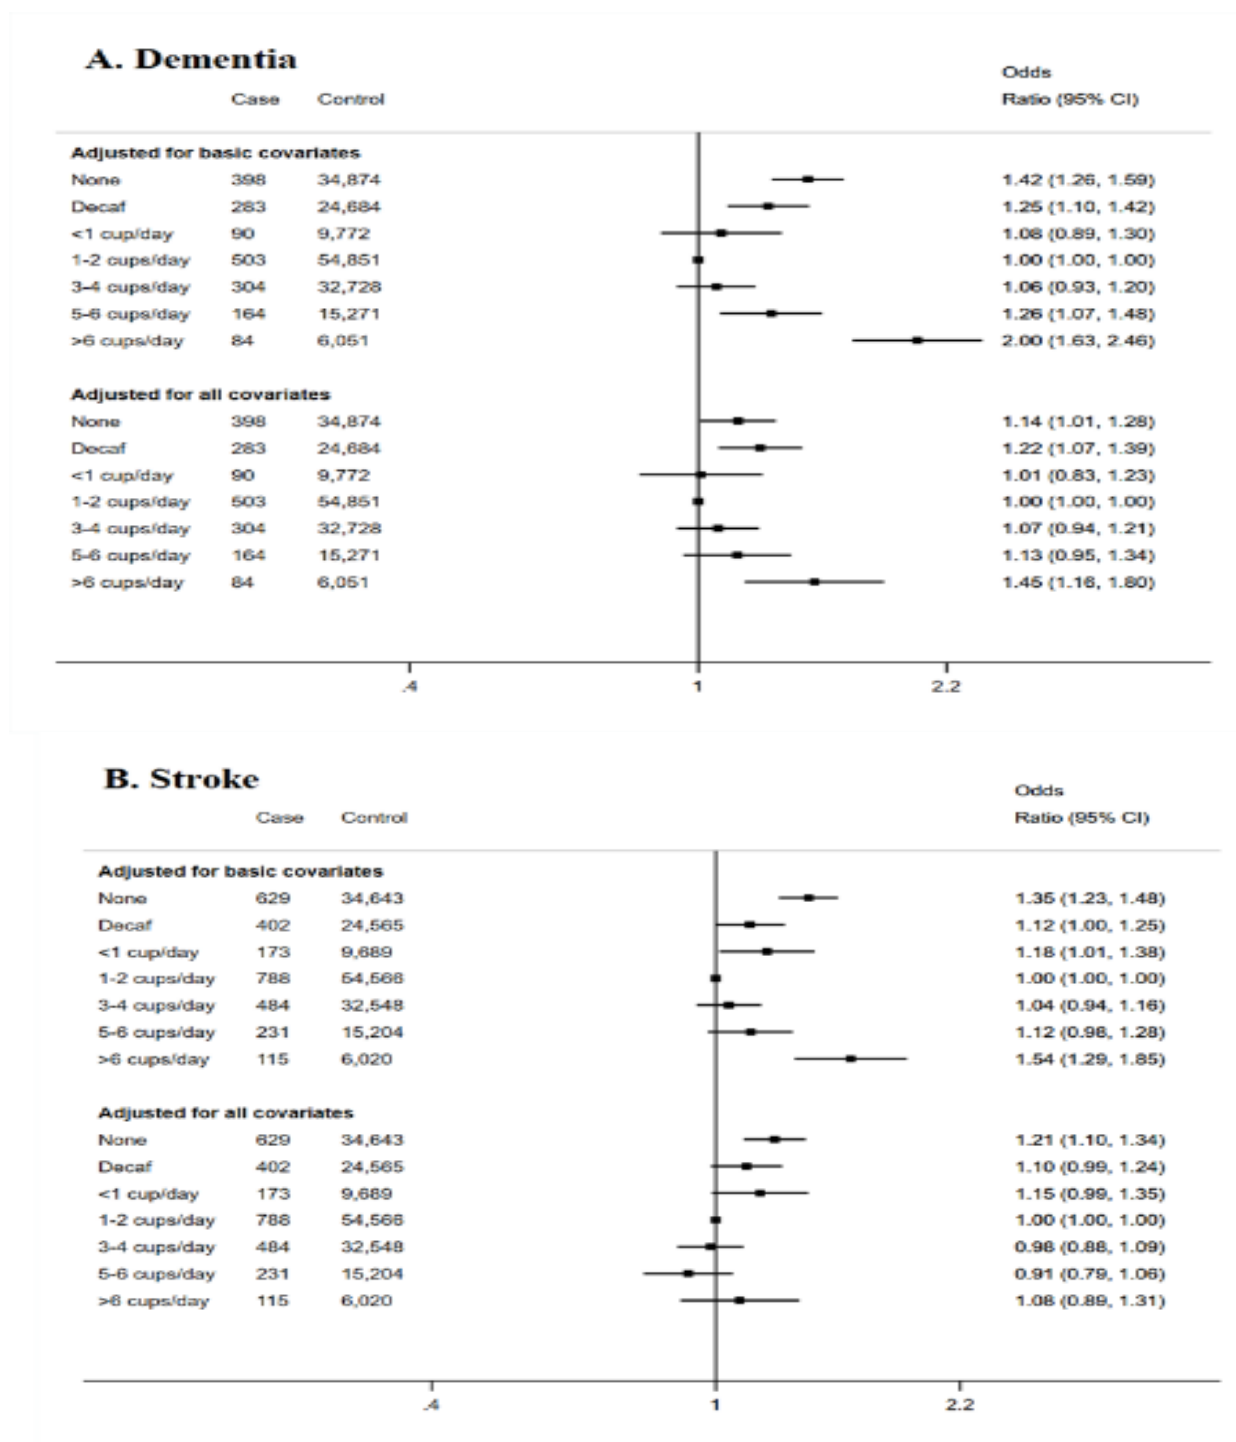 A. Dementia
Odds
Case Control Ratio (95% CI)
Adjusted for basic covariates
None 398 34,874 1.42 (1.26, 1.59)
Decaf 283 24,684 1.25 (1.10, 1.42)
<1 cup/day 90 9,772 1.08 (0.89, 1.30)
1-2 cups/day 503 54,851 1.00 (1.00, 1.00)
3-4 cups/day 304 32,728 1.06 (0.93, 1.20)
5-6 cups/day 164 15,271 1.26 (1.07, 1.48)
>6 cups/day 84 6,051 2.00 (1.63, 2.46)
Adjusted for all covariates
None 398 34,874 1.14 (1.01, 1.28)
Decaf 283 24,684 1.22 (1.07, 1.39)
<1 cup/day 90 9,772 1.01 (0.83, 1.23)
1-2 cups/day 503 54,851 1.00 (1.00, 1.00)
3-4 cups/day 304 32,728 1.07 (0.94, 1.21)
5-6 cups/day 164 15,271 1.13 (0.95, 1.34)
>6 cups/day 84 6,051 1.45 (1.16, 1.80)
.4 1 2.2
B. Stroke
Odds
Case Control Ratio (95% CI)
Adjusted for basic covariates
None 629 34,643 1.35 (1.23, 1.48)
Decaf 402 24,565 1.12 (1.00, 1.25)
<1 cup/day 173 9,689 1.18 (1.01, 1.38)
1-2 cups/day 788 54,566 1.00 (1.00, 1.00)
3-4 cups/day 484 32,548 1.04 (0.94, 1.16)
5-6 cups/day 231 15,204 1.12 (0.98, 1.28)
>6 cups/day 115 6,020 1.54 (1.29, 1.85)
Adjusted for all covariates
None 629 34,643 1.21 (1.10, 1.34)
Decaf 402 24,565 1.10 (0.99, 1.24)
<1 cup/day 173 9,689 1.15 (0.99, 1.35)
1-2 cups/day 788 54,566 1.00 (1.00, 1.00)
3-4 cups/day 484 32,548 0.98 (0.88, 1.09)
5-6 cups/day 231 15,204 0.91 (0.79, 1.06)
>6 cups/day 115 6,020 1.08 (0.89, 1.31)
.4 1 2.2